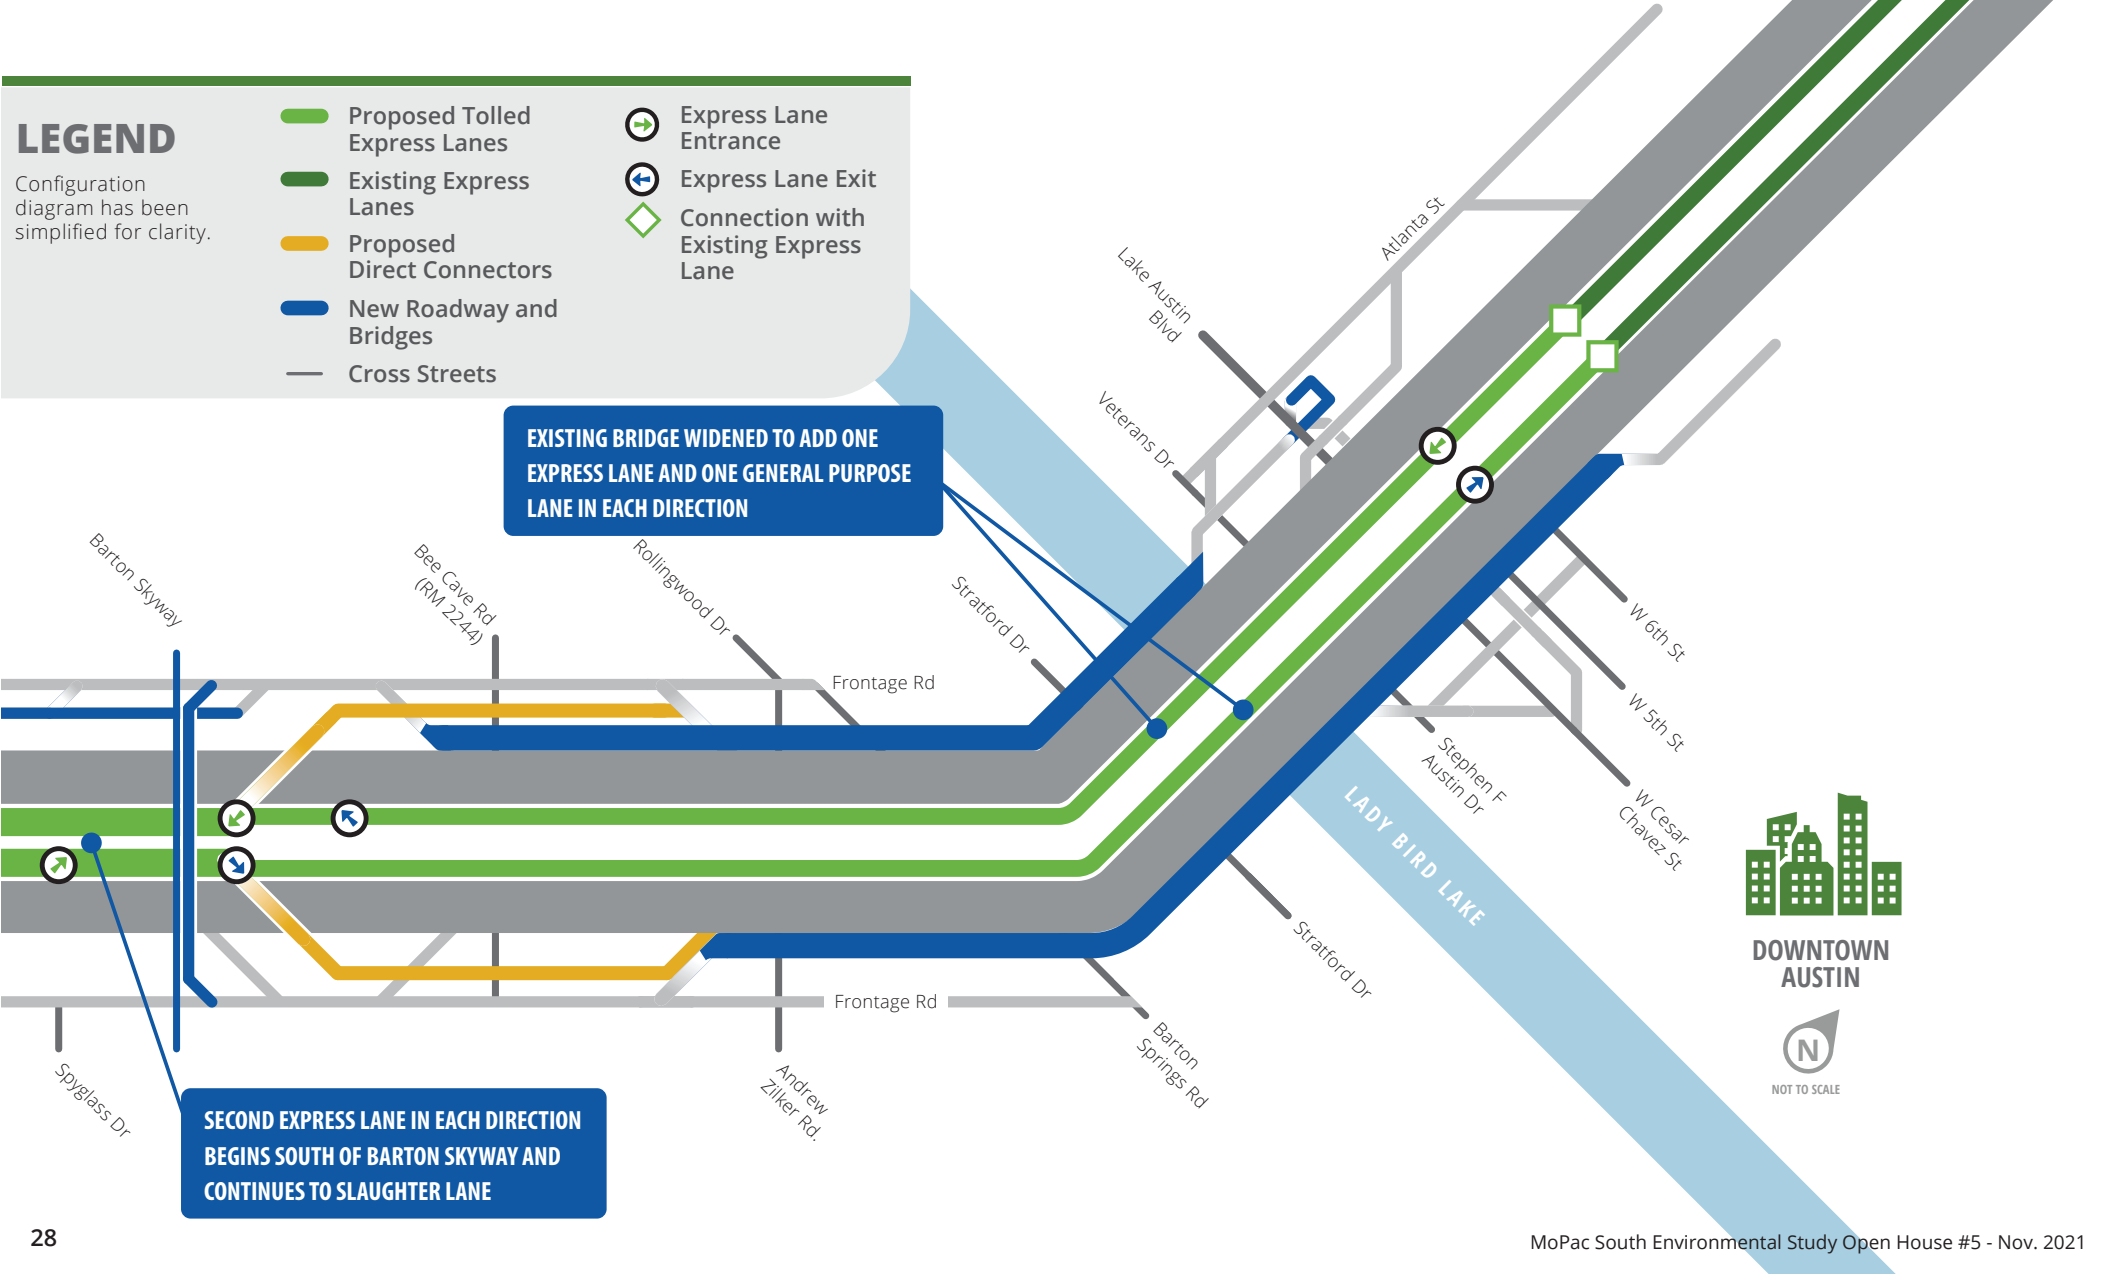 LEGEND
Configuration
diagram has been
simplified for clarity.
Proposed Tolled
Express Lanes
Existing Express
Lanes
Proposed
Direct Connectors
New Roadway and
Bridges
Cross Streets
Express Lane
Entrance
Express Lane Exit
Connection with
Existing Express
Lane
EXISTING BRIDGE WIDENED TO ADD ONE
EXPRESS LANE AND ONE GENERAL PURPOSE
LANE IN EACH DIRECTION
Atlanta St
Lake Austin
Blvd
Veterans Dr
Barton Skyway
Bee Cave Rd
(RM 2244)
Rollingwood Dr
Stratford Dr
Frontage Rd
W 6th St
W 5th St
W Cesar
Chavez St
Stephen F
Austin Dr
LADY BIRD LAKE
Stratford Dr
Frontage Rd
Barton
Springs Rd
Andrew
Zilker Rd.
Spyglass Dr
SECOND EXPRESS LANE IN EACH DIRECTION
BEGINS SOUTH OF BARTON SKYWAY AND
CONTINUES TO SLAUGHTER LANE
DOWNTOWN
AUSTIN
N
NOT TO SCALE
28
MoPac South Environmental Study Open House #5 - Nov. 2021